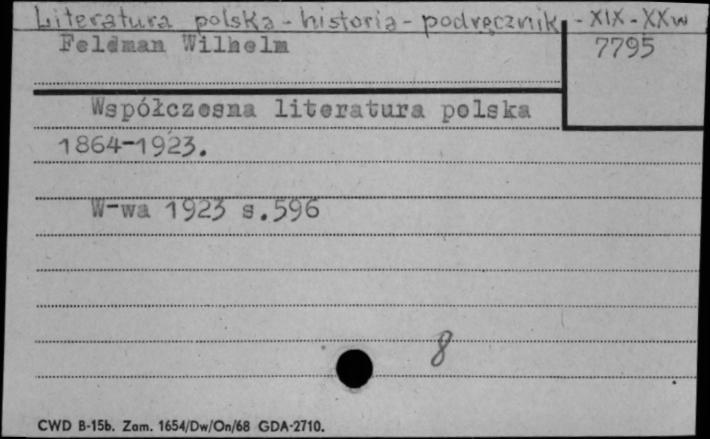 Literatura polska - historia - podręcznik - XIX - XX w
Feldman Wilhelm 7795
Współczesna literatura polska
1864-1923.
W-wa 1923 s.596
8
CWD B-15b. Zam. 1654/Dw/On/68 GDA-2710.